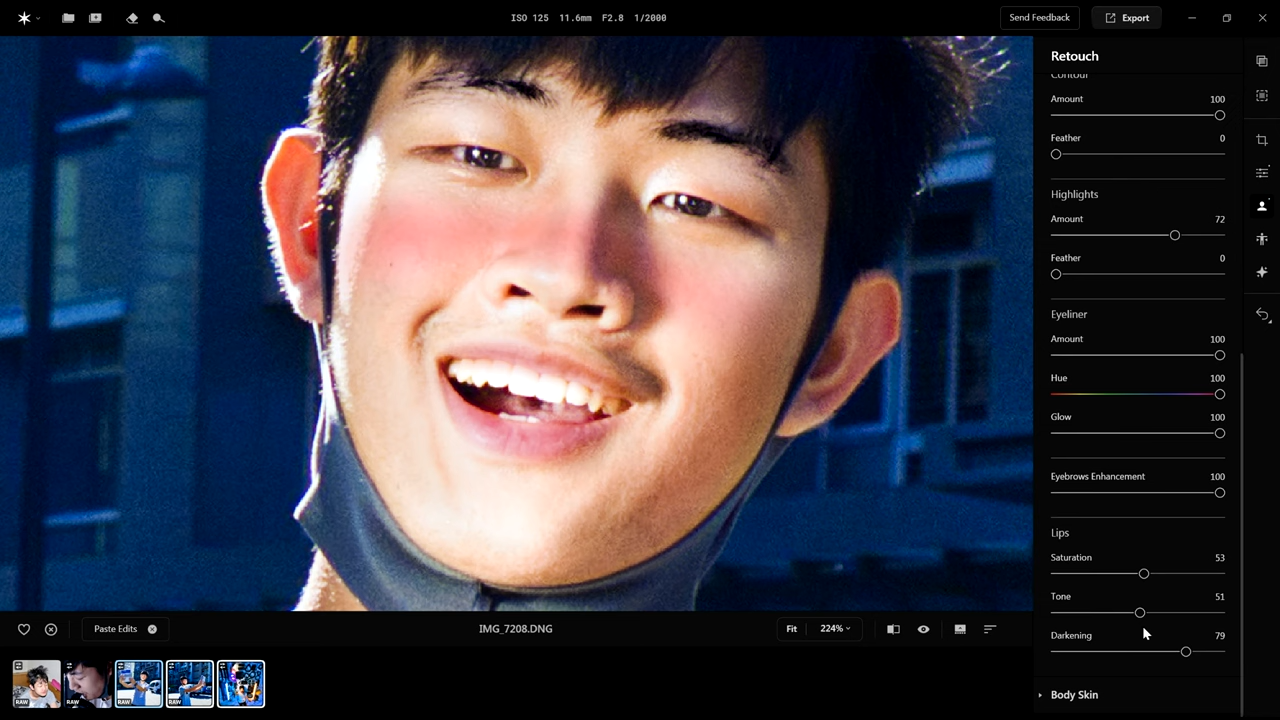 ISO 125 11.6mm F2.8 1/2000
Send Feedback
Export
Retouch
Contour
Amount 100
Feather 0
Highlights
Amount 72
Feather 0
Eyeliner
Amount 100
Hue 100
Glow 100
Eyebrows Enhancement 100
Lips
Saturation 53
Tone 51
Darkening 79
Body Skin
Paste Edits
IMG_7208.DNG
Fit 224%
RAW
RAW
RAW
RAW